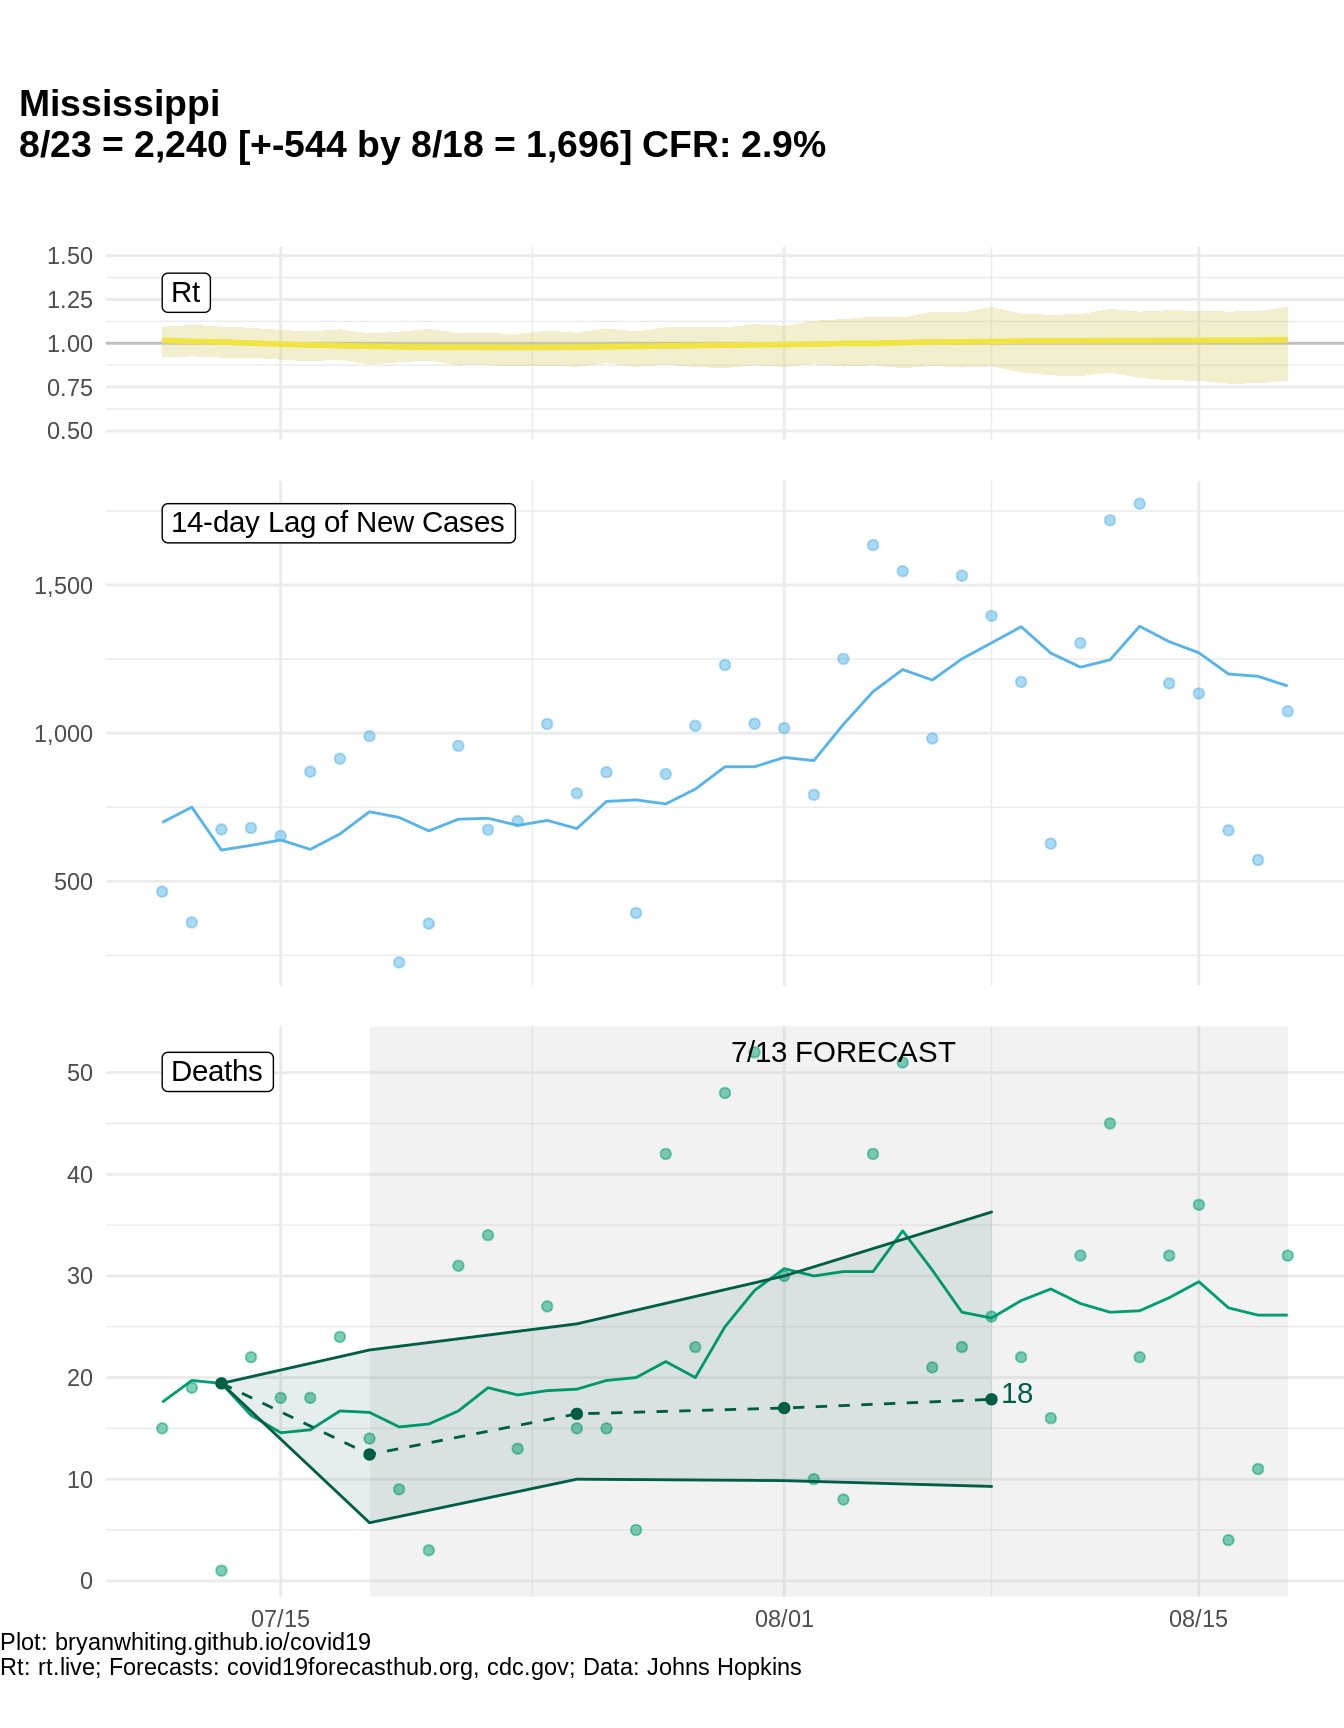 Mississippi
8/23 = 2,240 [+-544 by 8/18 = 1,696] CFR: 2.9%
1.50
Rt
1.25
1.00
0.75
0.50
14-day Lag of New Cases
1,500
1,000
500
7/13 FORECAST
Deaths
50
40
30
20
18
10
0
07/15 08/01 08/15
Plot: bryanwhiting.github.io/covid19
Rt: rt.live; Forecasts: covid19forecasthub.org, cdc.gov; Data: Johns Hopkins